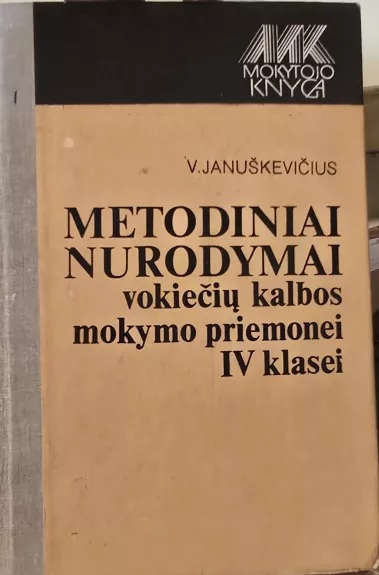 MK
MOKYTOJO
KNYGA
V.JANUŠKEVIČIUS
METODINIAI
NURODYMAI
vokiečių kalbos
mokymo priemonei
IV klasei